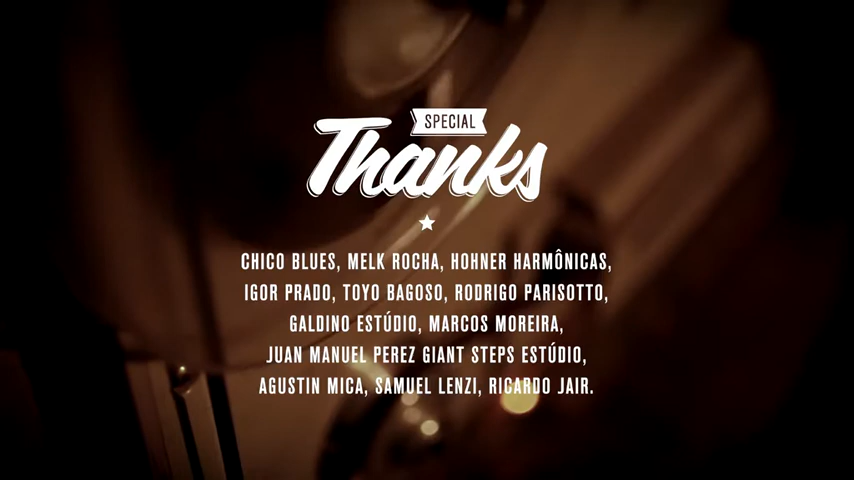 SPECIAL
Thanks
CHICO BLUES, MELK ROCHA, HOHNER HARMÔNICAS,
IGOR PRADO, TOYO BAGOSO, RODRIGO PARISOTTO,
GALDINO ESTÚDIO, MARCOS MOREIRA,
JUAN MANUEL PEREZ GIANT STEPS ESTÚDIO,
AGUSTIN MICA, SAMUEL LENZI, RICARDO JAIR.